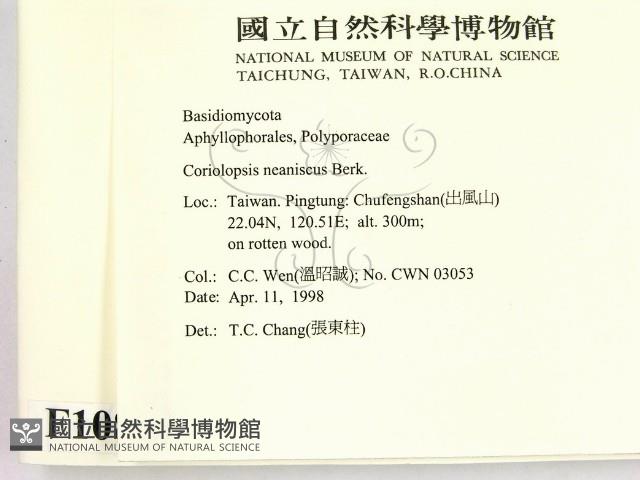 國立自然科學博物館
NATIONAL MUSEUM OF NATURAL SCIENCE
TAICHUNG, TAIWAN, R.O.CHINA
Basidiomycota
Aphyllophorales, Polyporaceae
Coriolopsis neaniscus Berk.
Loc.: Taiwan. Pingtung: Chufengshan(出風山)
22.04N, 120.51E; alt. 300m;
on rotten wood.
Col.: C.C. Wen(溫昭誠); No. CWN 03053
Date: Apr. 11, 1998
Det.: T.C. Chang(張東柱)
國立自然科學博物館
NATIONAL MUSEUM OF NATURAL SCIENCE